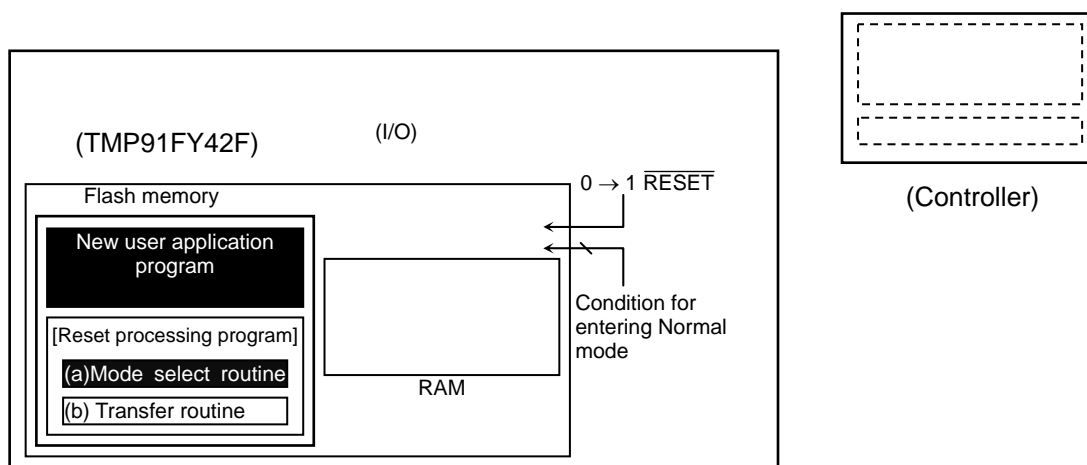 (TMP91FY42F)
(I/O)
Flash memory
New user application
program
[Reset processing program]
(a)Mode select routine
(b) Transfer routine
RAM
0 → 1 RESET
Condition for
entering Normal
mode
(Controller)